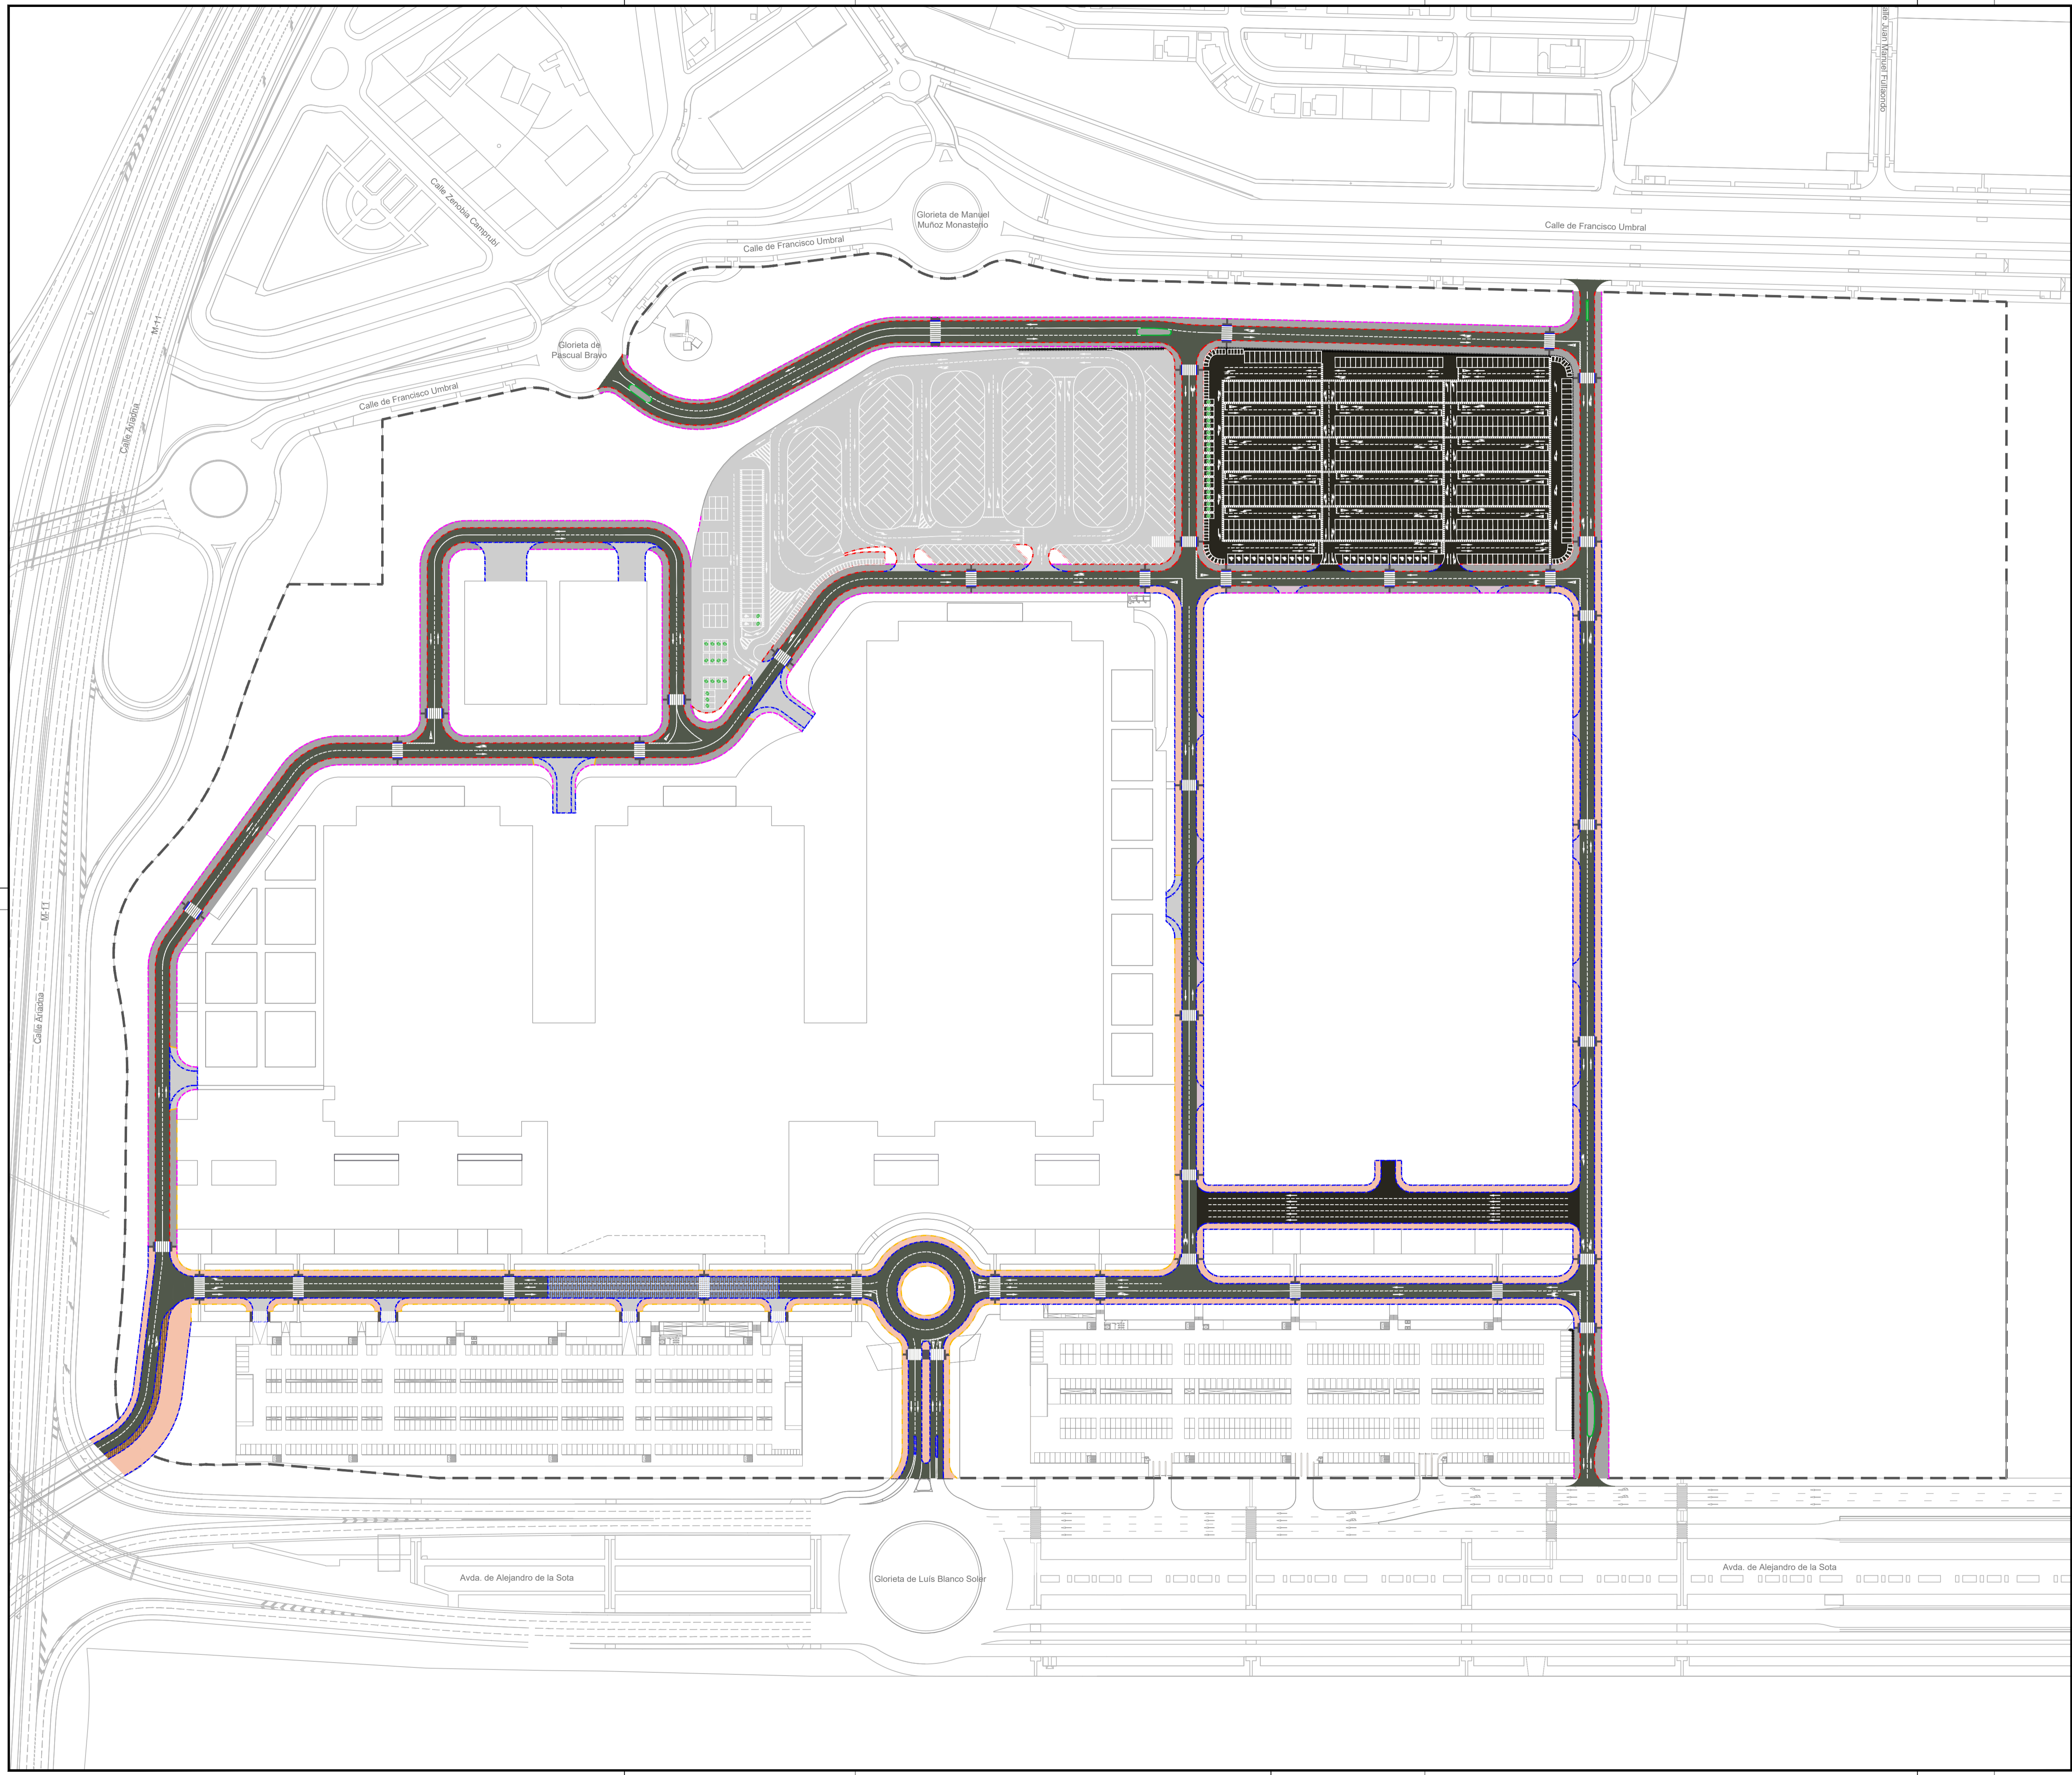 Calle Juan Manuel Fullaondo
Calle Zenobia Camprubí
Glorieta de Manuel
Muñoz Monasterio
Calle de Francisco Umbral
Calle de Francisco Umbral
M-11
Glorieta de
Pascual Bravo
Calle de Francisco Umbral
Calle Ariadna
M-11
Calle Ariadna
Avda. de Alejandro de la Sota
Glorieta de Luís Blanco Soler
Avda. de Alejandro de la Sota